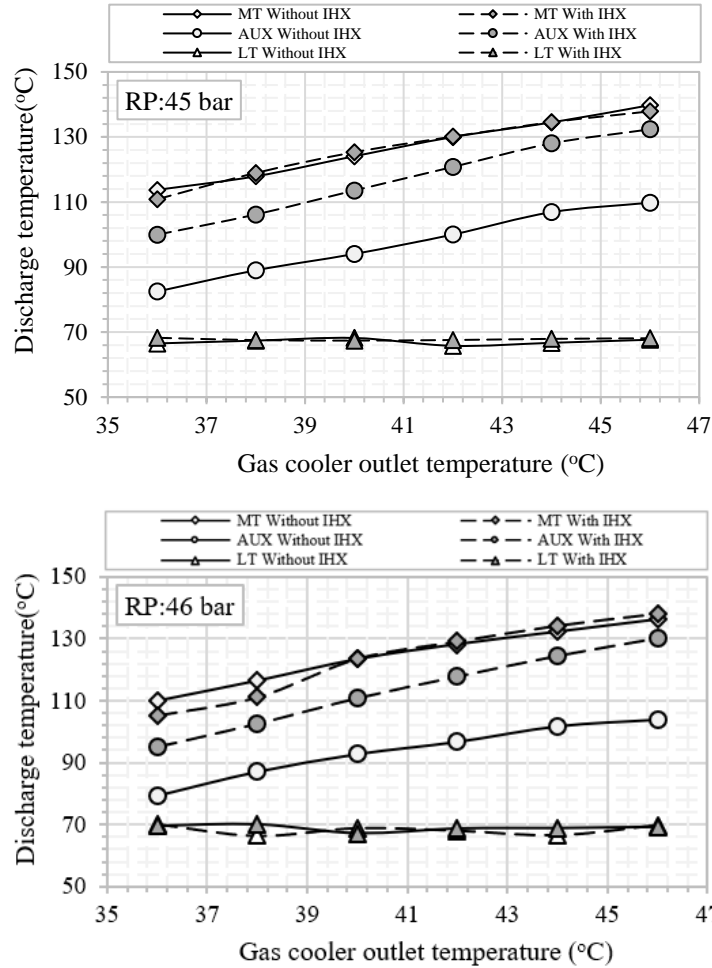 MT Without IHX MT With IHX
AUX Without IHX AUX With IHX
LT Without IHX LT With IHX
150
RP:45 bar
130
110
90
70
50
Discharge temperature(°C)
35 37 39 41 43 45 47
Gas cooler outlet temperature (°C)
MT Without IHX MT With IHX
AUX Without IHX AUX With IHX
LT Without IHX LT With IHX
150
RP:46 bar
130
110
90
70
50
Discharge temperature(°C)
35 37 39 41 43 45 47
Gas cooler outlet temperature (°C)